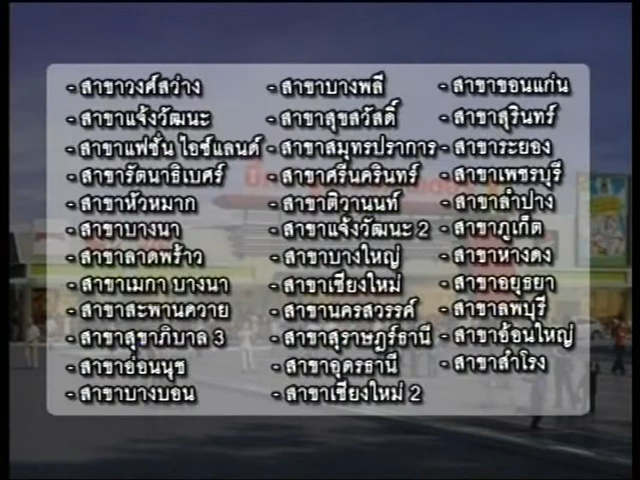 - สาขาวงศ์สว่าง
- สาขาแจ้งวัฒนะ
- สาขาแฟชั่น ไอซ์แลนด์
- สาขารัตนาธิเบศร์
- สาขาหัวหมาก
- สาขาบางนา
- สาขาลาดพร้าว
- สาขาเมกา บางนา
- สาขาสะพานควาย
- สาขาสุขาภิบาล 3
- สาขาอ่อนนุช
- สาขาบางบอน
- สาขาบางพลี
- สาขาสุขสวัสดิ์
- สาขาสมุทรปราการ
- สาขาศรีนครินทร์
- สาขาติวานนท์
- สาขาแจ้งวัฒนะ 2
- สาขาบางใหญ่
- สาขาเชียงใหม่
- สาขานครสวรรค์
- สาขาสุราษฎร์ธานี
- สาขาอุดรธานี
- สาขาเชียงใหม่ 2
- สาขาขอนแก่น
- สาขาสุรินทร์
- สาขาระยอง
- สาขาเพชรบุรี
- สาขาลำปาง
- สาขาภูเก็ต
- สาขาหางดง
- สาขาอยุธยา
- สาขาลพบุรี
- สาขาอ้อนใหญ่
- สาขาสำโรง